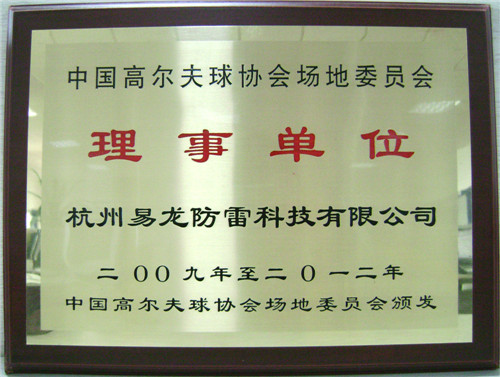 中国高尔夫球协会场地委员会
理事单位
杭州易龙防雷科技有限公司
二00九年至二0一二年
中国高尔夫球协会场地委员会颁发